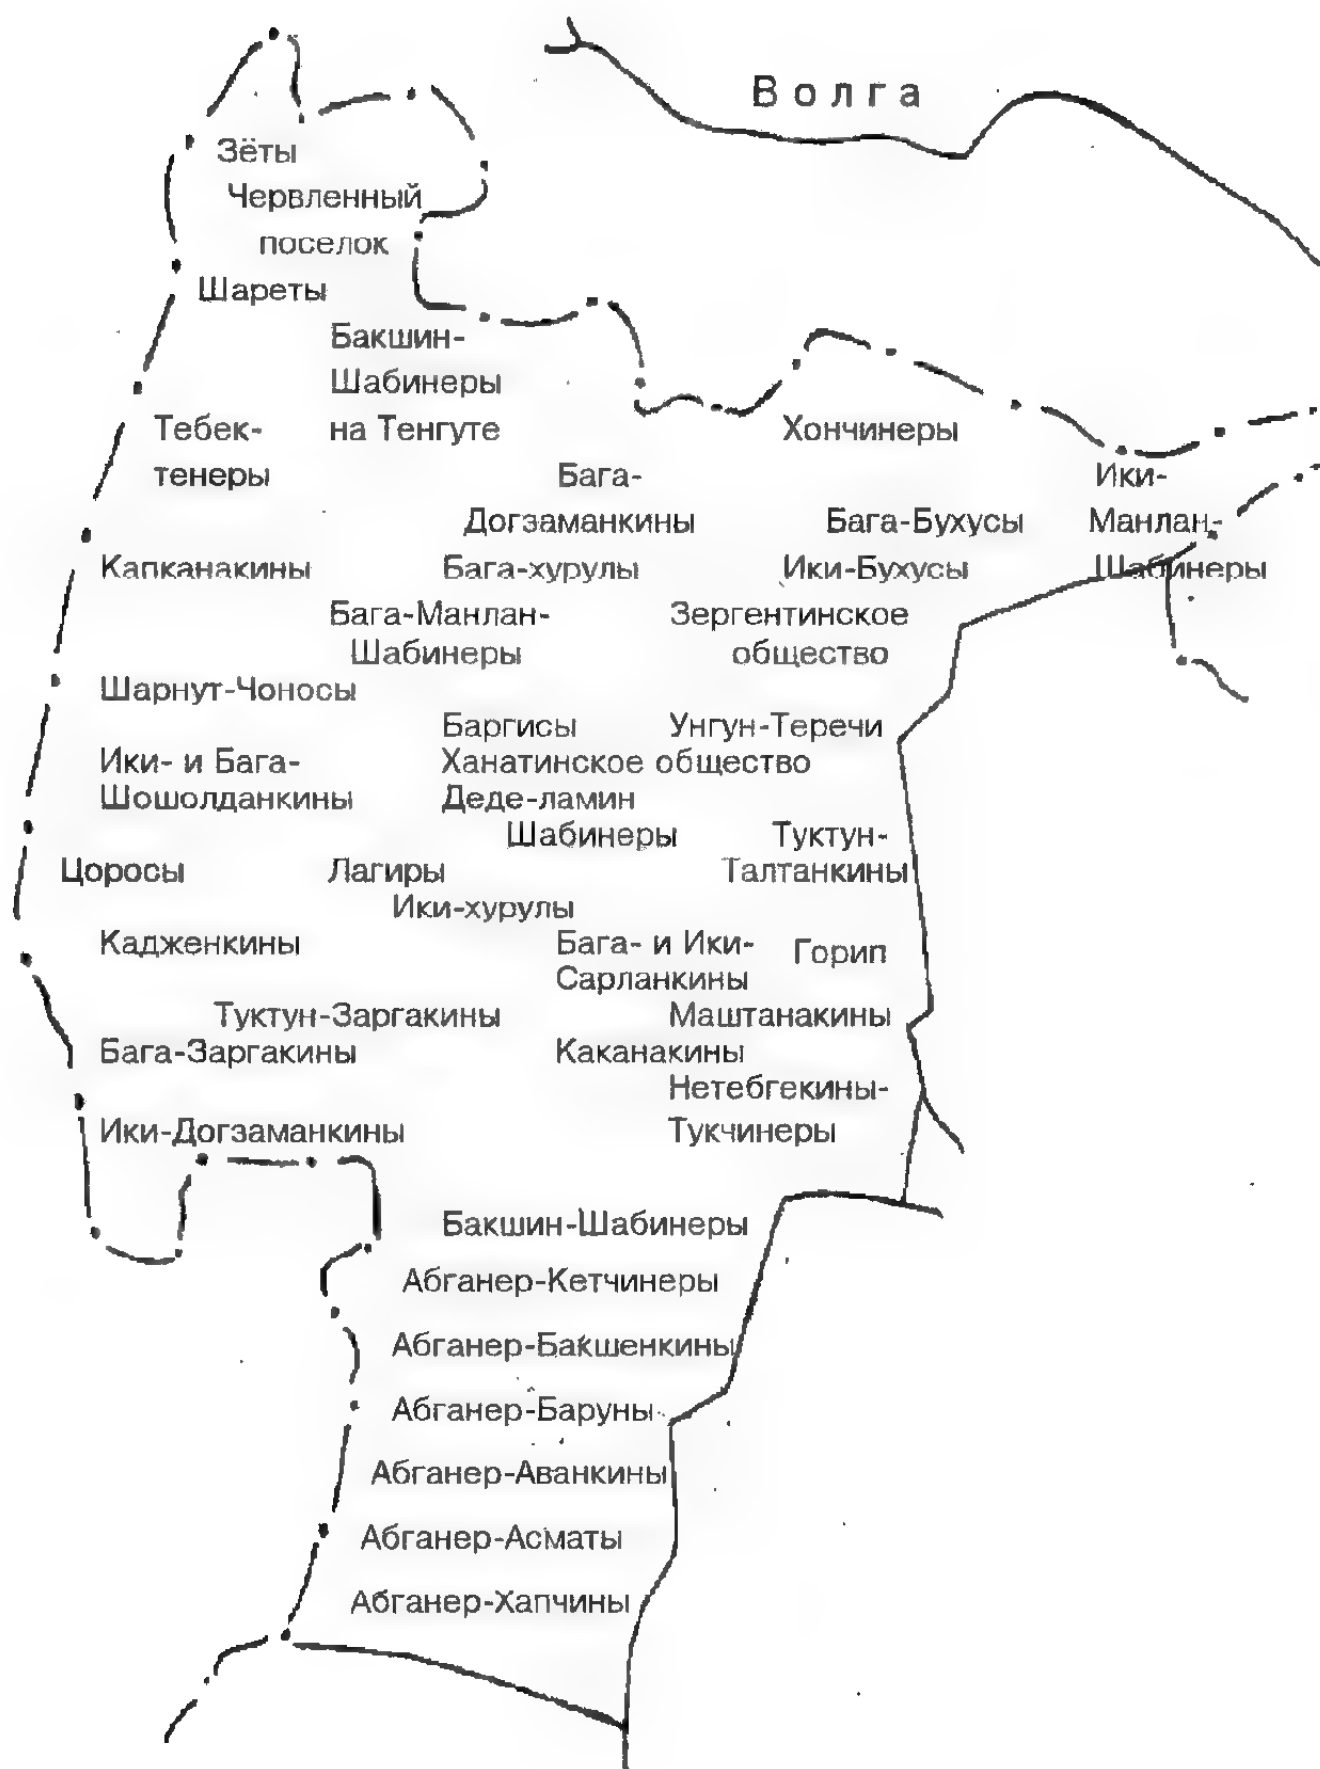 Волга
Зёты
Червленный
поселок
Шареты
Бакшин-
Шабинеры
на Тенгуте
Тебек-
тенеры
Хончинеры
Бага-
Догзаманкины
Ики-
Манлан-
Шабинеры
Бага-Бухусы
Капканакины
Бага-хурулы
Ики-Бухусы
Бага-Манлан-
Шабинеры
Зергентинское
общество
Шарнут-Чоносы
Баргисы
Унгун-Теречи
Ики- и Бага-
Шошолданкины
Ханатинское общество
Деде-ламин
Шабинеры
Туктун-
Талтанкины
Цоросы
Лагиры
Ики-хурулы
Кадженкины
Бага- и Ики-
Сарланкины
Горип
Туктун-Заргакины
Маштанакины
Бага-Заргакины
Каканакины
Нетебгекины-
Тукчинеры
Ики-Догзаманкины
Бакшин-Шабинеры
Абганер-Кетчинеры
Абганер-Бакшенкины
Абганер-Баруны
Абганер-Аванкины
Абганер-Асматы
Абганер-Хапчины